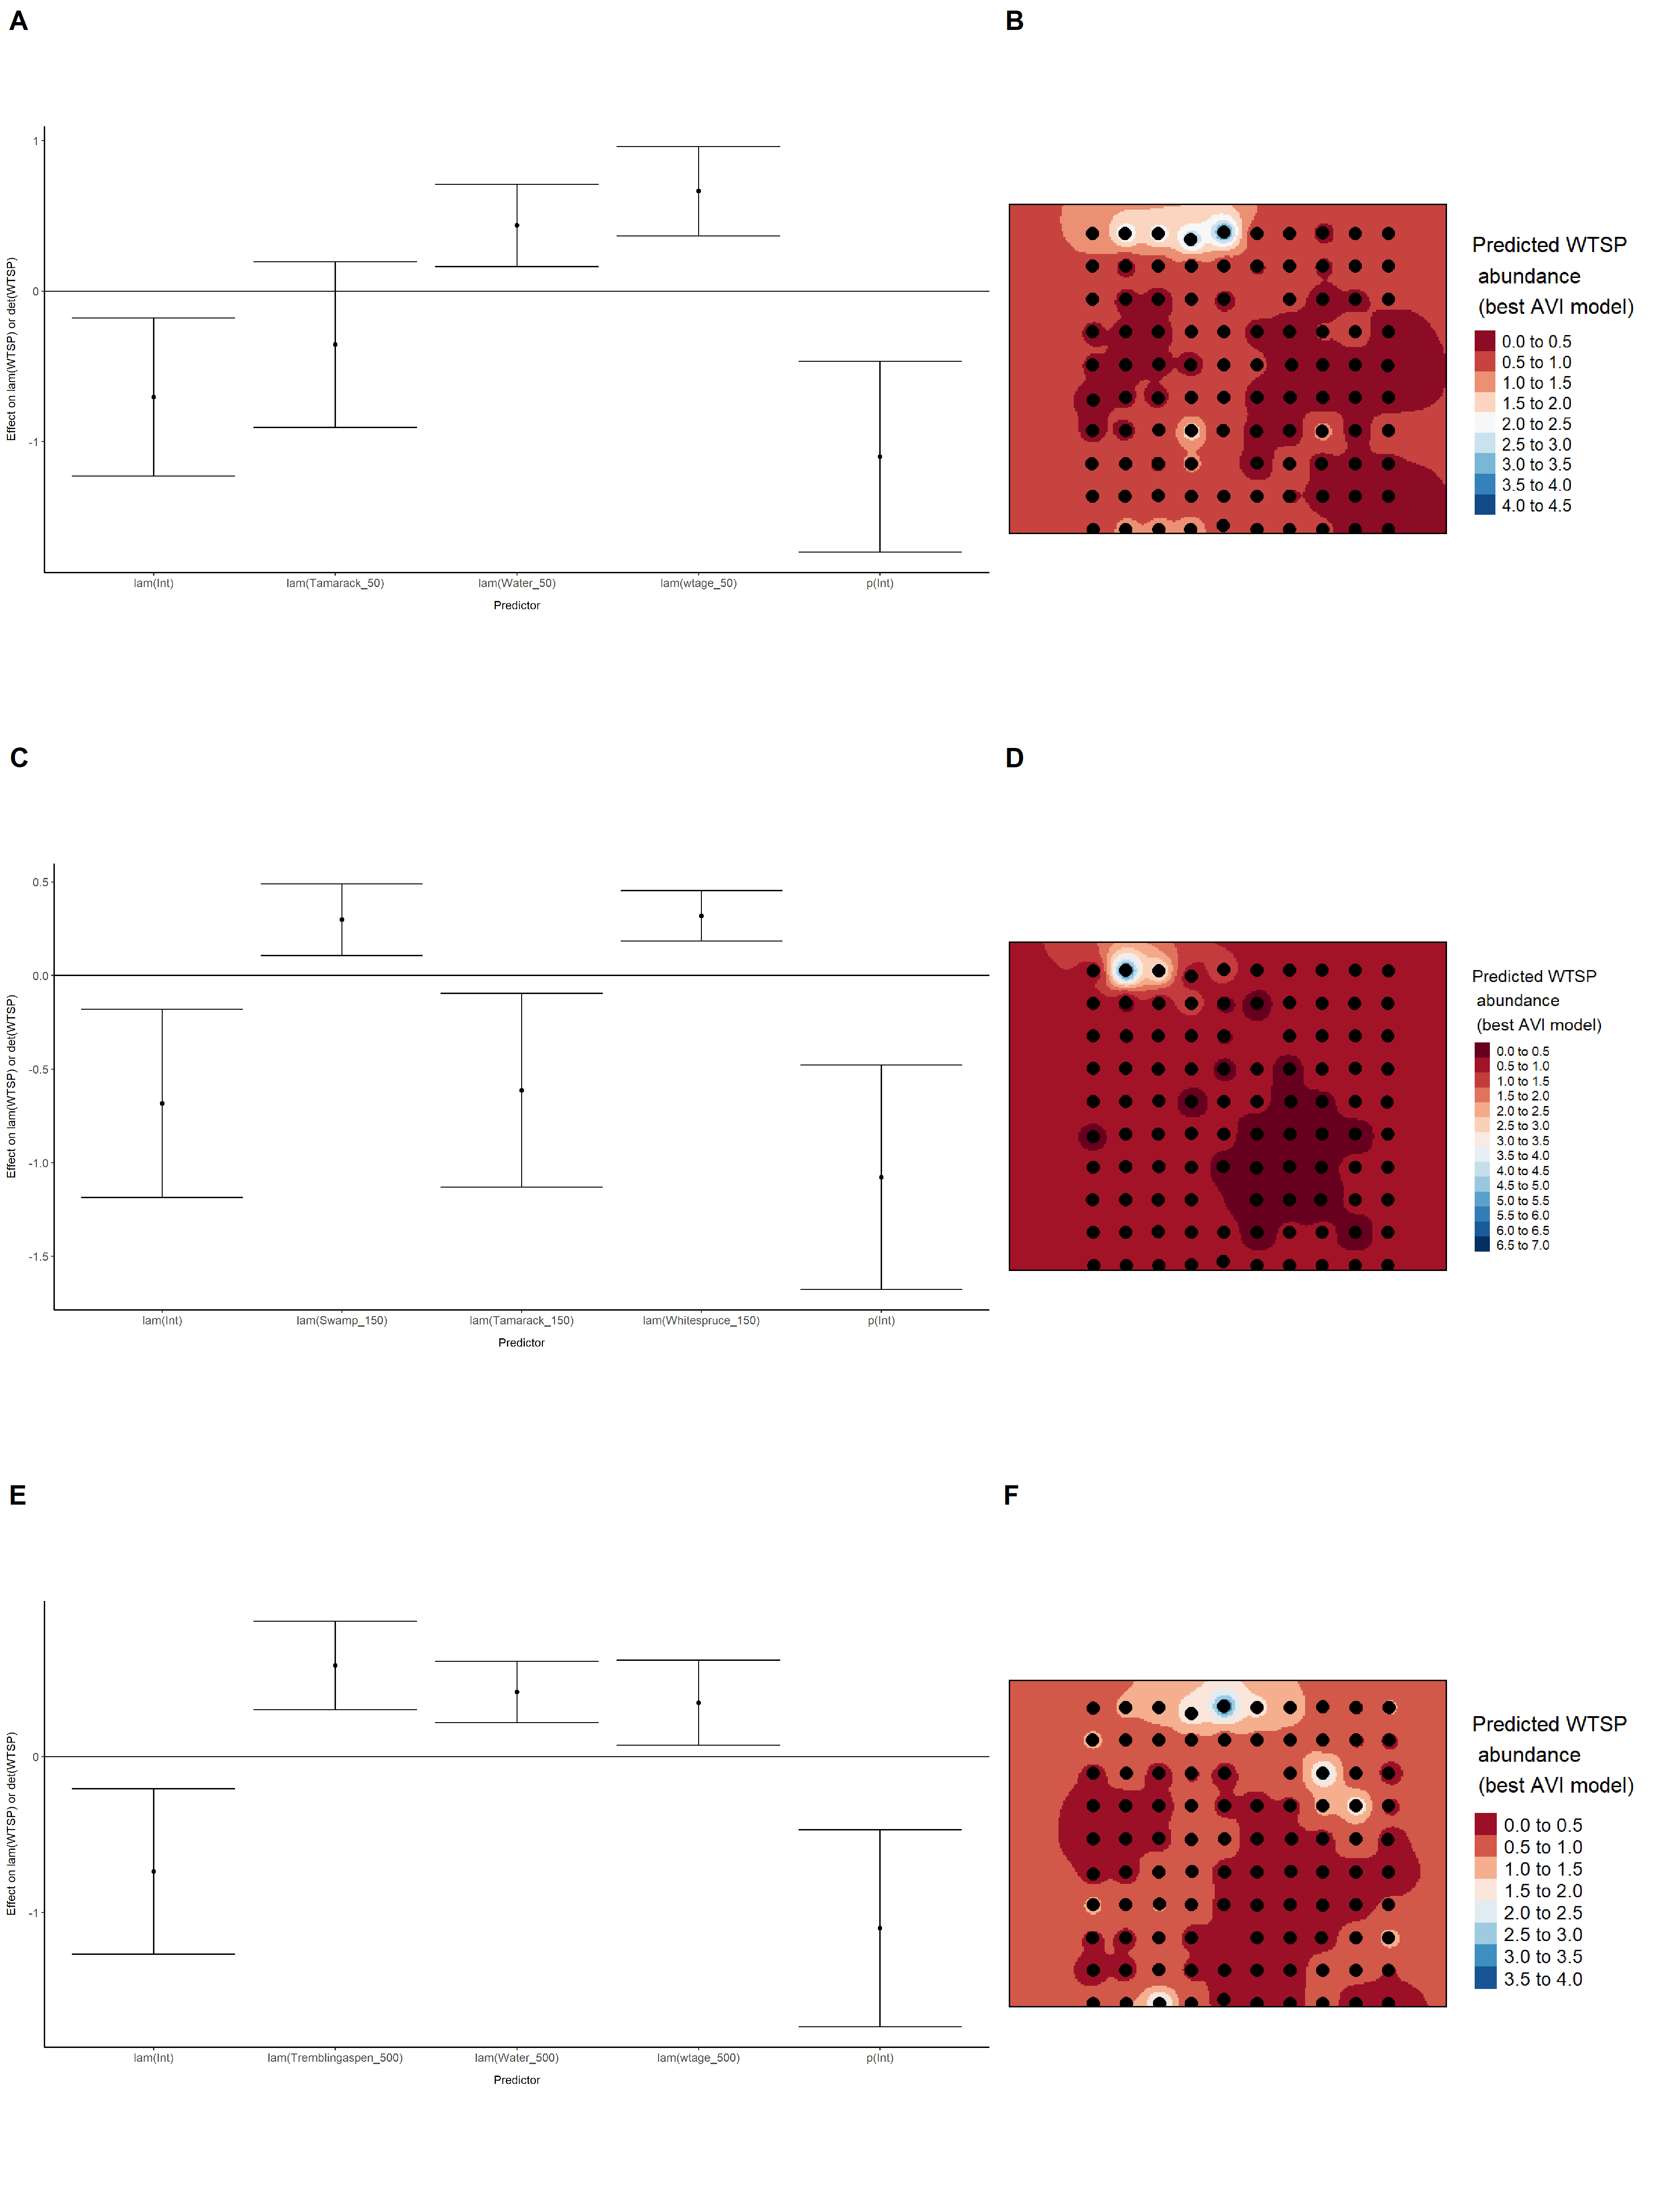 A
B
1
0
-1
Effect on lam(WTSP) or det(WTSP)
lam(Int)
lam(Tamarack_50)
lam(Water_50)
lam(wtage_50)
p(Int)
Predictor
Predicted WTSP
abundance
(best AVI model)
0.0 to 0.5
0.5 to 1.0
1.0 to 1.5
1.5 to 2.0
2.0 to 2.5
2.5 to 3.0
3.0 to 3.5
3.5 to 4.0
4.0 to 4.5
C
D
0.5
0.0
-0.5
-1.0
-1.5
Effect on lam(WTSP) or det(WTSP)
lam(Int)
lam(Swamp_150)
lam(Tamarack_150)
lam(Whitespruce_150)
p(Int)
Predictor
Predicted WTSP
abundance
(best AVI model)
0.0 to 0.5
0.5 to 1.0
1.0 to 1.5
1.5 to 2.0
2.0 to 2.5
2.5 to 3.0
3.0 to 3.5
3.5 to 4.0
4.0 to 4.5
4.5 to 5.0
5.0 to 5.5
5.5 to 6.0
6.0 to 6.5
6.5 to 7.0
E
F
0
-1
Effect on lam(WTSP) or det(WTSP)
lam(Int)
lam(Tremblingaspen_500)
lam(Water_500)
lam(wtage_500)
p(Int)
Predictor
Predicted WTSP
abundance
(best AVI model)
0.0 to 0.5
0.5 to 1.0
1.0 to 1.5
1.5 to 2.0
2.0 to 2.5
2.5 to 3.0
3.0 to 3.5
3.5 to 4.0